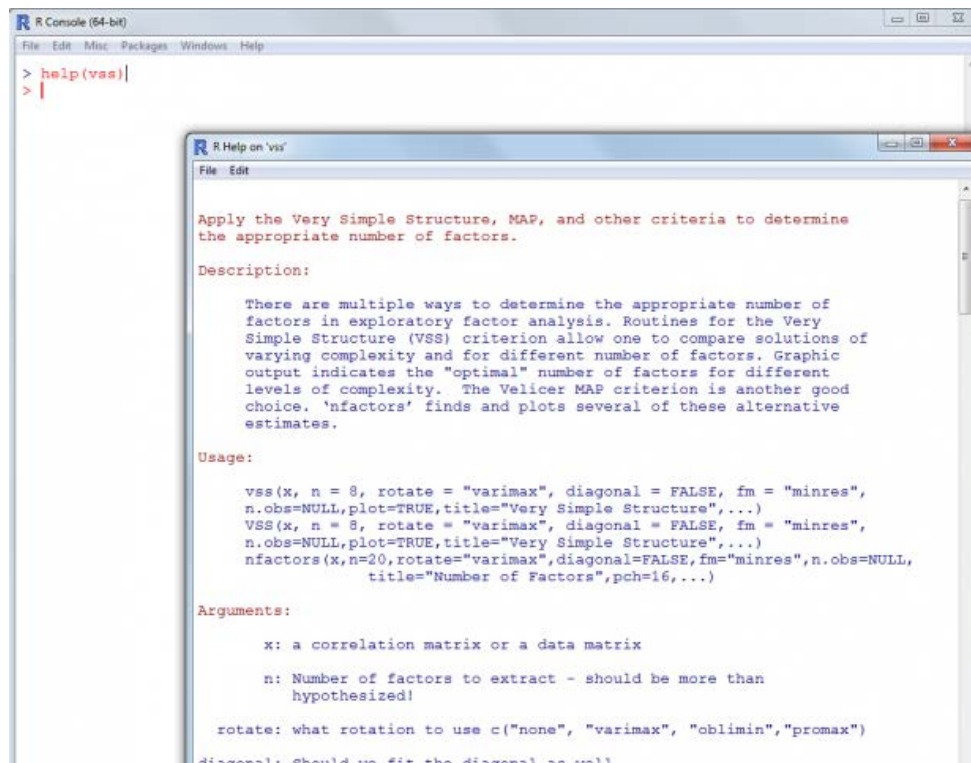 R Console (64-bit)
File Edit Misc Packages Windows Help
> help(vss)
>
R Help on 'vss'
File Edit
Apply the Very Simple Structure, MAP, and other criteria to determine
the appropriate number of factors.
Description:
There are multiple ways to determine the appropriate number of
factors in exploratory factor analysis. Routines for the Very
Simple Structure (VSS) criterion allow one to compare solutions of
varying complexity and for different number of factors. Graphic
output indicates the "optimal" number of factors for different
levels of complexity.  The Velicer MAP criterion is another good
choice. 'nfactors' finds and plots several of these alternative
estimates.
Usage:
vss(x, n = 8, rotate = "varimax", diagonal = FALSE, fm = "minres",
n.obs=NULL,plot=TRUE,title="Very Simple Structure",...)
VSS(x, n = 8, rotate = "varimax", diagonal = FALSE, fm = "minres",
n.obs=NULL,plot=TRUE,title="Very Simple Structure",...)
nfactors(x,n=20,rotate="varimax",diagonal=FALSE,fm="minres",n.obs=NULL,
title="Number of Factors",pch=16,...)
Arguments:
x: a correlation matrix or a data matrix
n: Number of factors to extract - should be more than
hypothesized!
rotate: what rotation to use c("none", "varimax", "oblimin","promax")
diagonal: Should we fit the diagonal as well